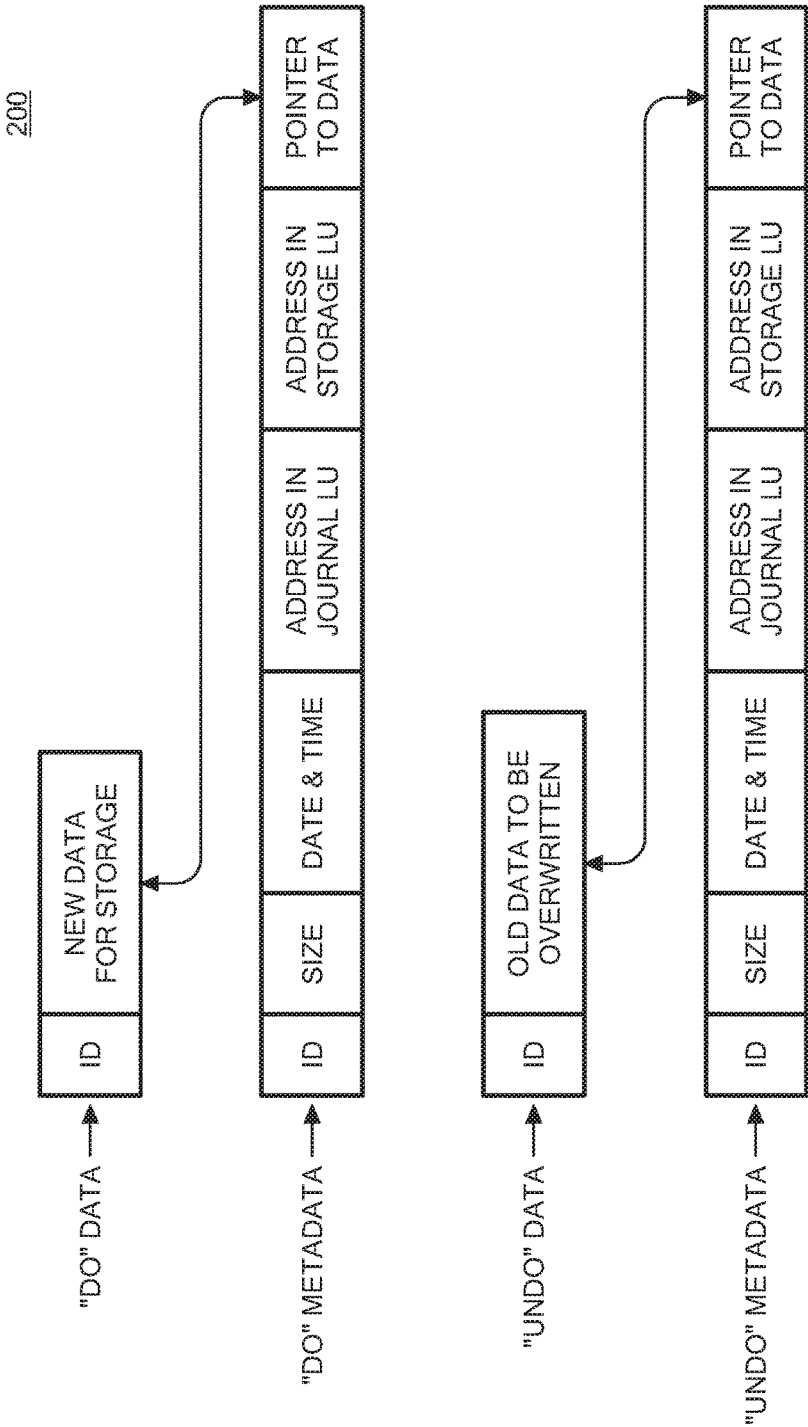 200
"DO" DATA
ID
NEW DATA
FOR STORAGE
"DO" METADATA
ID
SIZE
DATE & TIME
ADDRESS IN
JOURNAL LU
ADDRESS IN
STORAGE LU
POINTER
TO DATA
"UNDO" DATA
ID
OLD DATA TO BE
OVERWRITTEN
"UNDO" METADATA
ID
SIZE
DATE & TIME
ADDRESS IN
JOURNAL LU
ADDRESS IN
STORAGE LU
POINTER
TO DATA